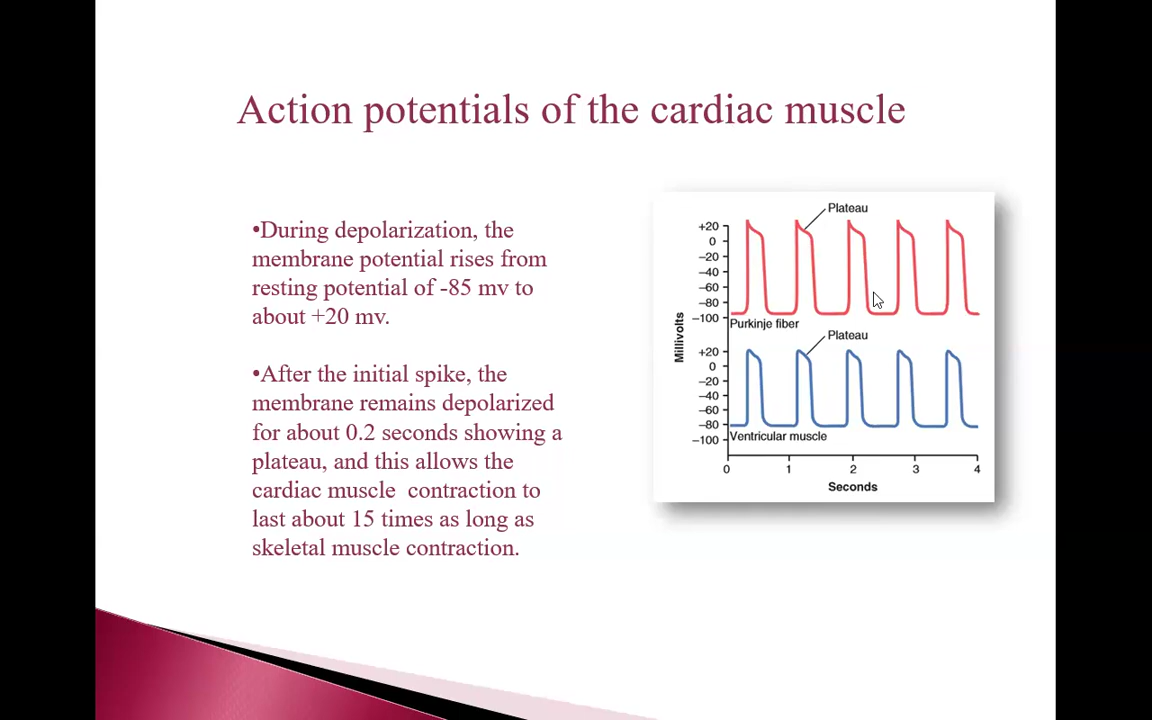 Action potentials of the cardiac muscle
•During depolarization, the
membrane potential rises from
resting potential of -85 mv to
about +20 mv.
•After the initial spike, the
membrane remains depolarized
for about 0.2 seconds showing a
plateau, and this allows the
cardiac muscle  contraction to
last about 15 times as long as
skeletal muscle contraction.
Plateau
+20
0
−20
−40
−60
−80
−100
Purkinje fiber
Plateau
Millivolts
+20
0
−20
−40
−60
−80
−100
Ventricular muscle
0 1 2 3 4
Seconds